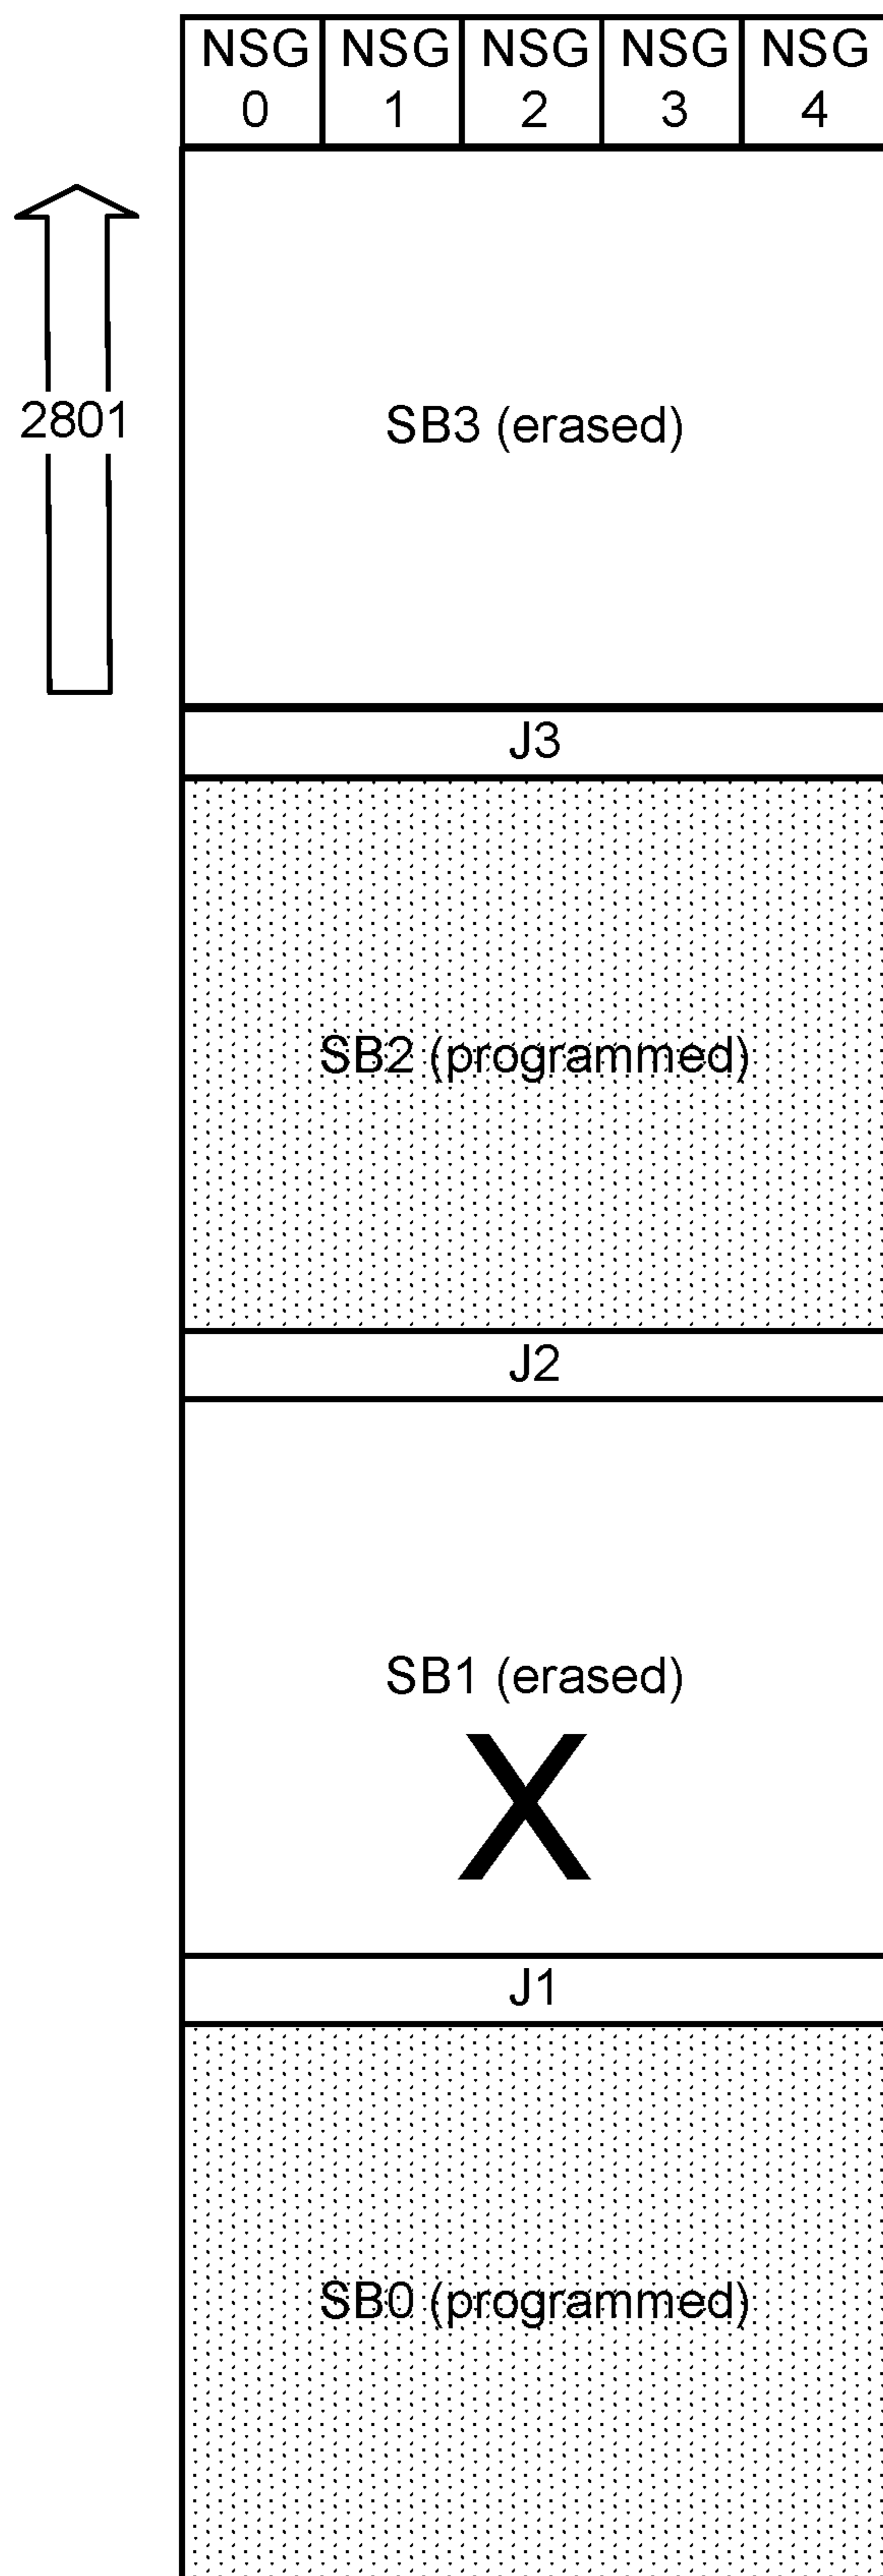 NSG NSG NSG NSG NSG
0 1 2 3 4
2801
SB3 (erased)
J3
SB2 (programmed)
J2
SB1 (erased)
X
J1
SB0 (programmed)